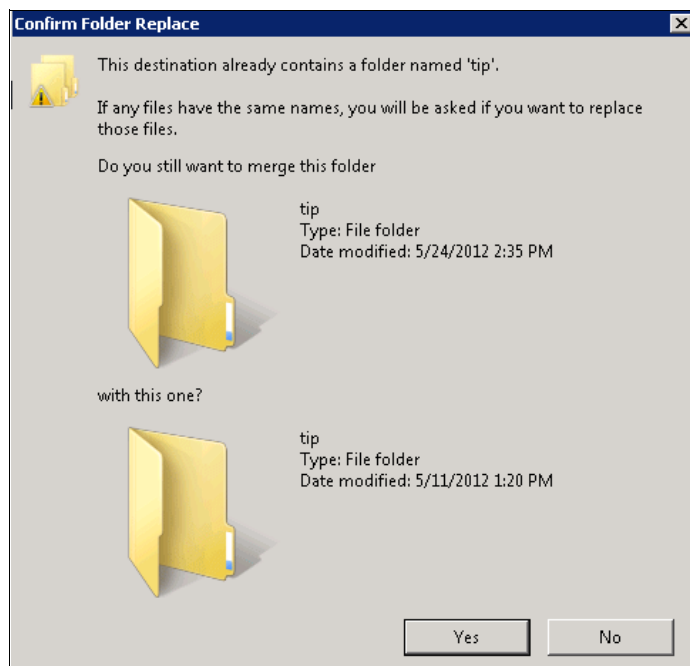 Confirm Folder Replace
This destination already contains a folder named 'tip'.
If any files have the same names, you will be asked if you want to replace
those files.
Do you still want to merge this folder
tip
Type: File folder
Date modified: 5/24/2012 2:35 PM
with this one?
tip
Type: File folder
Date modified: 5/11/2012 1:20 PM
Yes
No